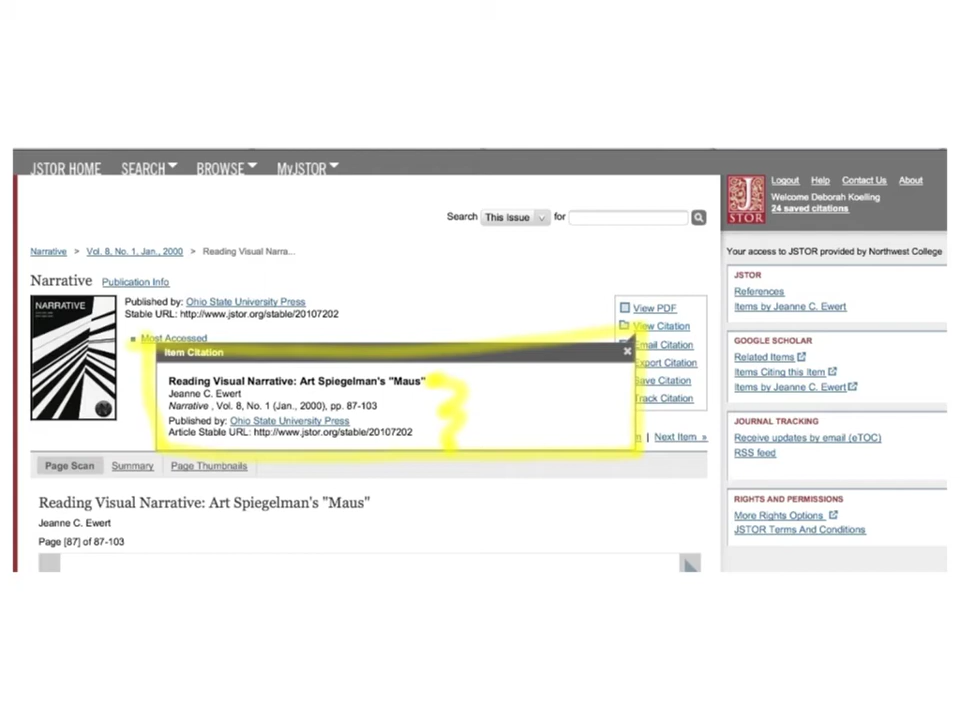 JSTOR HOME SEARCH BROWSE MyJSTOR
Logout Help Contact Us About
Welcome Deborah Koelling
24 saved citations
JSTOR
Search This Issue for
Your access to JSTOR provided by Northwest College
Narrative > Vol. 8, No. 1, Jan., 2000 > Reading Visual Narra...
Narrative Publication Info
NARRATIVE
Published by: Ohio State University Press
Stable URL: http://www.jstor.org/stable/20107202
Most Accessed
View PDF
View Citation
Email Citation
Export Citation
Save Citation
Track Citation
Item Citation
Reading Visual Narrative: Art Spiegelman's "Maus"
Jeanne C. Ewert
Narrative , Vol. 8, No. 1 (Jan., 2000), pp. 87-103
Published by: Ohio State University Press
Article Stable URL: http://www.jstor.org/stable/20107202
| Next Item »
Page Scan Summary Page Thumbnails
Reading Visual Narrative: Art Spiegelman's "Maus"
Jeanne C. Ewert
Page [87] of 87-103
JSTOR
References
Items by Jeanne C. Ewert
GOOGLE SCHOLAR
Related Items
Items Citing this Item
Items by Jeanne C. Ewert
JOURNAL TRACKING
Receive updates by email (eTOC)
RSS feed
RIGHTS AND PERMISSIONS
More Rights Options
JSTOR Terms And Conditions